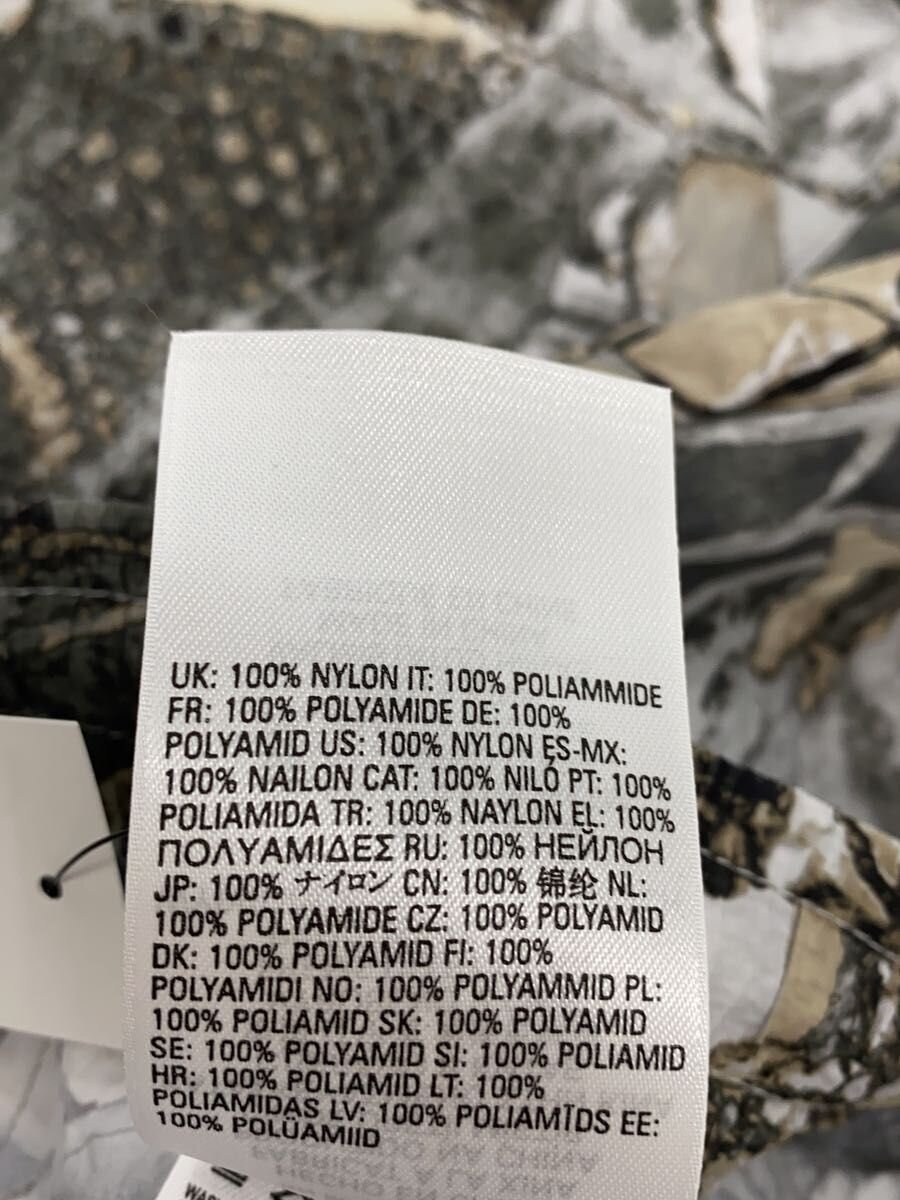 UK: 100% NYLON IT: 100% POLIAMMIDE
FR: 100% POLYAMIDE DE: 100%
POLYAMID US: 100% NYLON ES-MX:
100% NAILON CAT: 100% NILÓ PT: 100%
POLIAMIDA TR: 100% NAYLON EL: 100%
ΠΟΛΥΑΜΙΔΕΣ RU: 100% НЕЙЛОН
JP: 100% ナイロン CN: 100% 锦纶 NL:
100% POLYAMIDE CZ: 100% POLYAMID
DK: 100% POLYAMID FI: 100%
POLYAMIDI NO: 100% POLYAMMID PL:
100% POLIAMID SK: 100% POLYAMID
SE: 100% POLYAMID SI: 100% POLIAMID
HR: 100% POLIAMID LT: 100%
POLIAMIDAS LV: 100% POLIAMĪDS EE:
100% POLÜAMIID